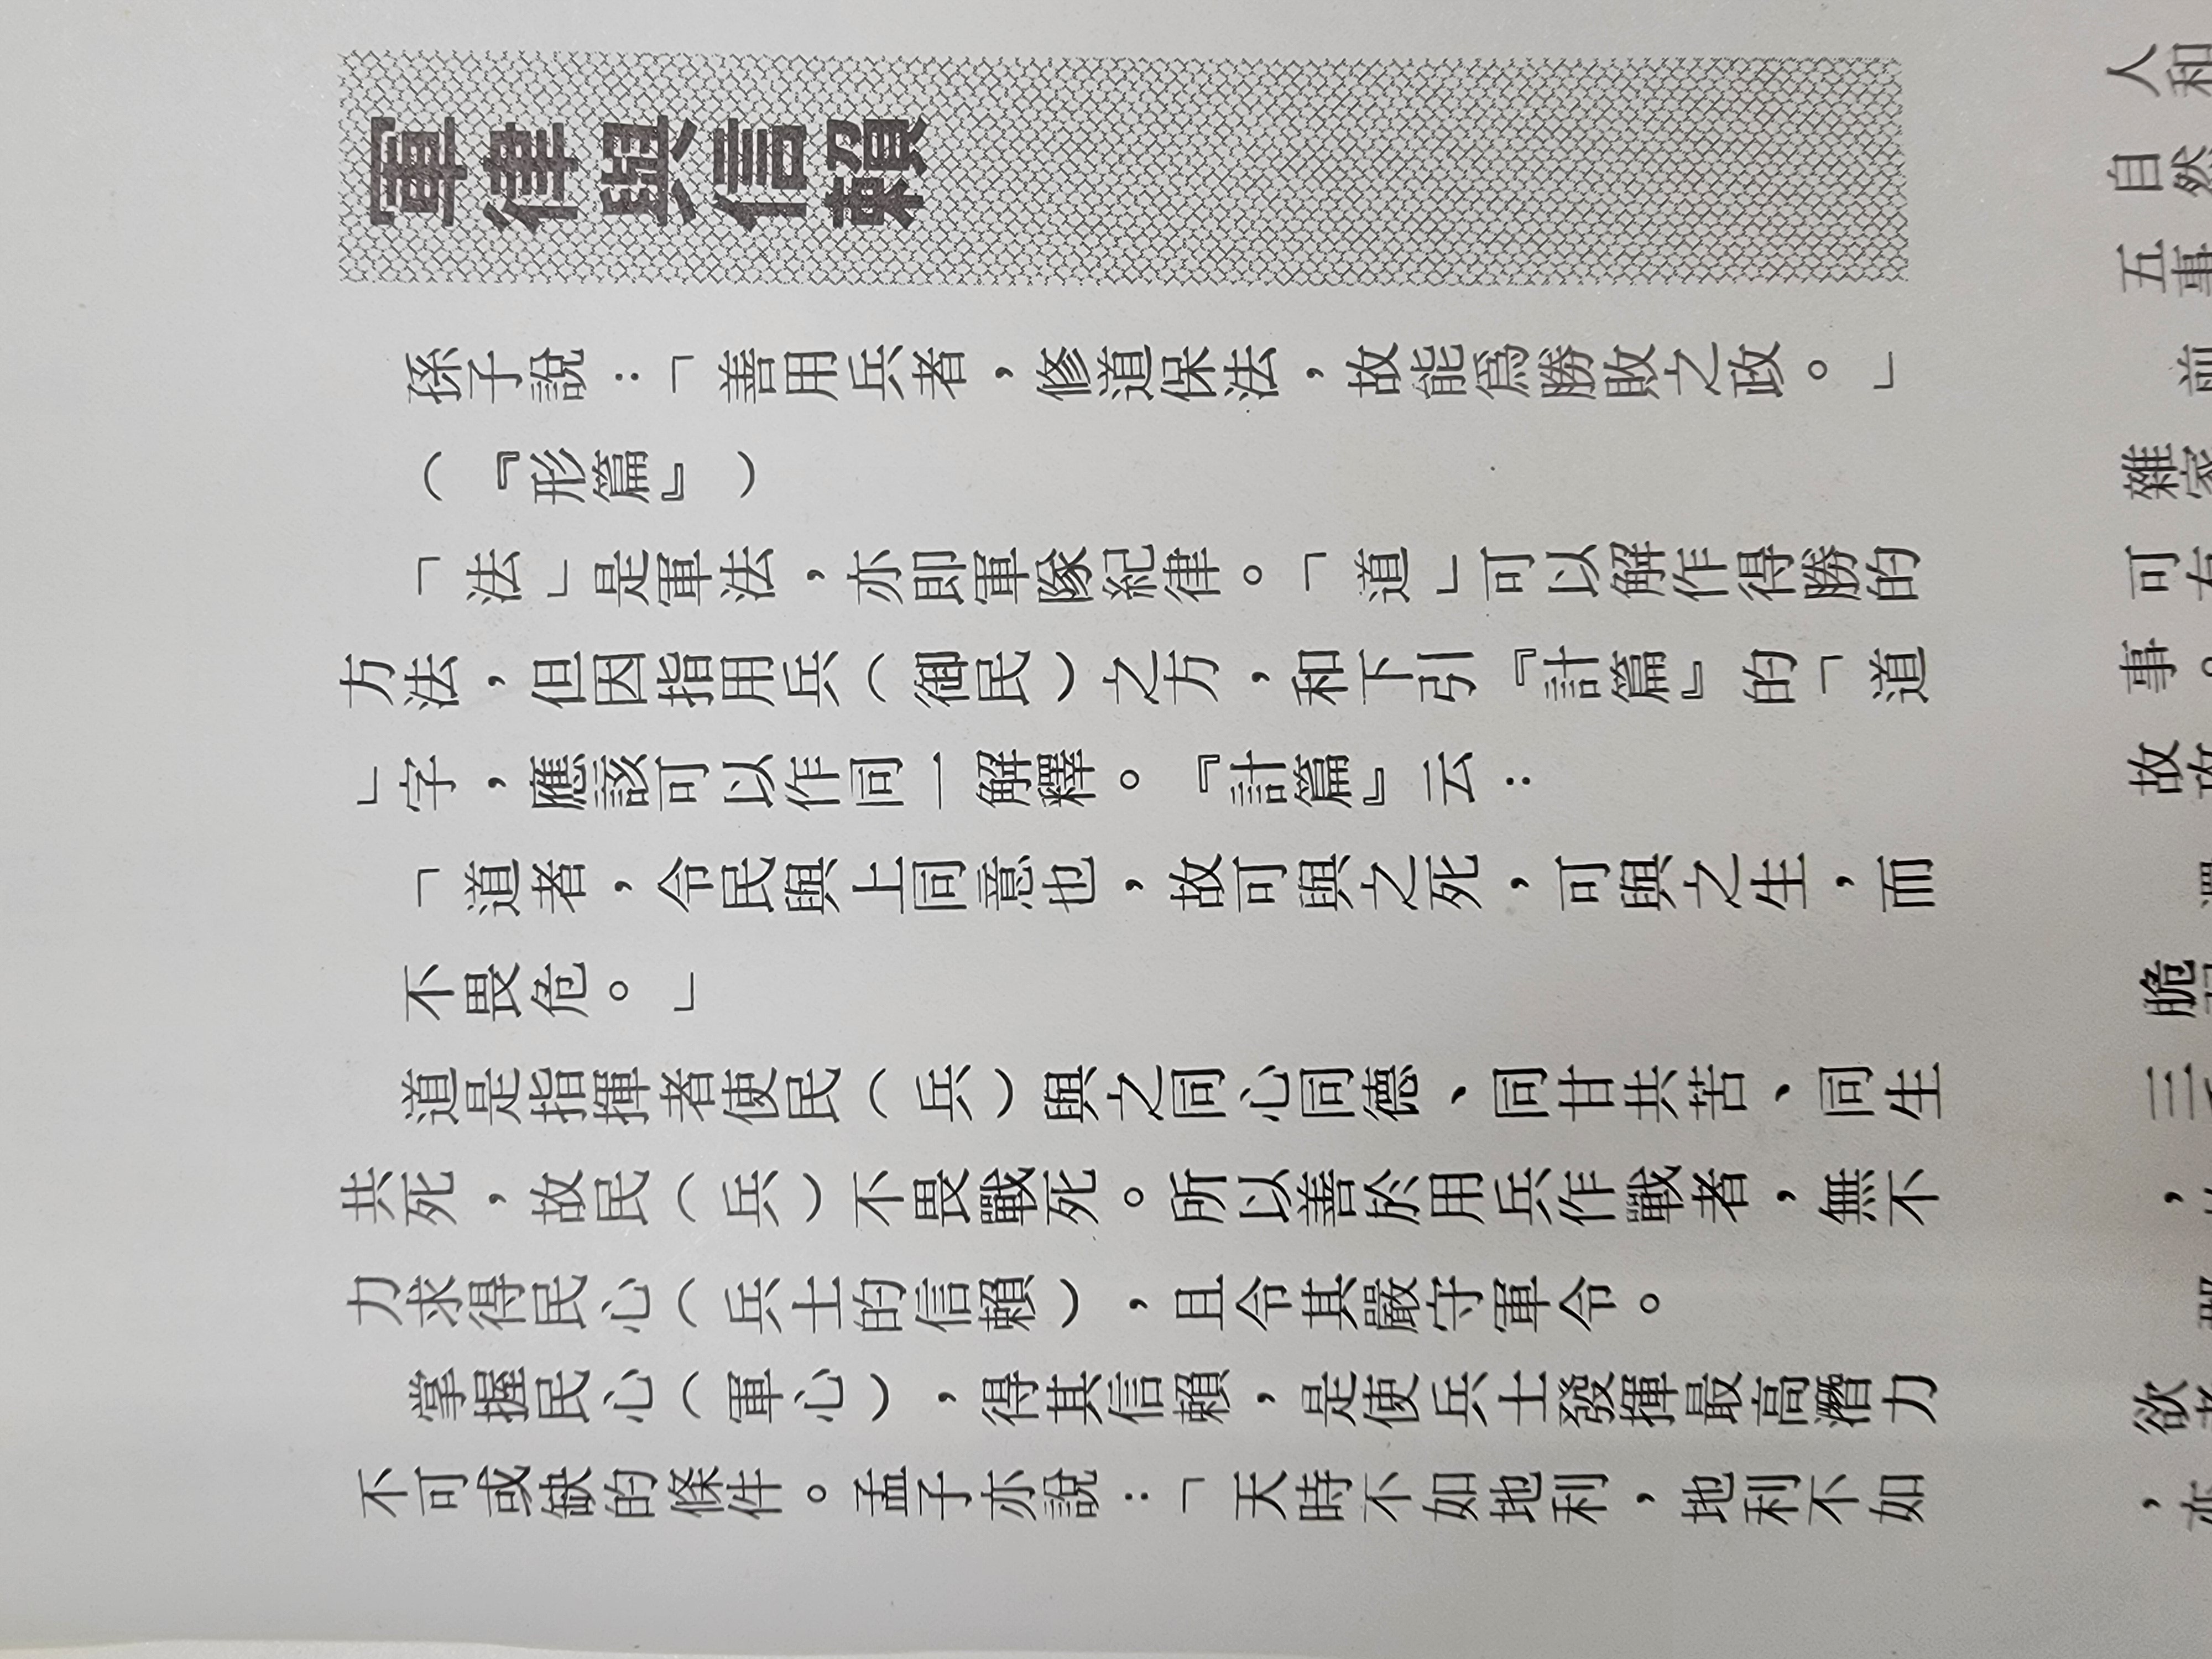 軍律與信賴
孫子說：「善用兵者，修道保法，故能爲勝敗之政。」
（『形篇』）
「法」是軍法，亦即軍隊紀律。「道」可以解作得勝的
方法，但因指用兵（御民）之方，和下引『計篇』的「道
」字，應該可以作同一解釋。『計篇』云：
「道者，令民與上同意也，故可與之死，可與之生，而
不畏危。」
道是指揮者使民（兵）與之同心同德、同甘共苦、同生
共死，故民（兵）不畏戰死。所以善於用兵作戰者，無不
力求得民心（兵士的信賴），且令其嚴守軍令。
掌握民心（軍心），得其信賴，是使兵士發揮最高潛力
不可或缺的條件。孟子亦說：「天時不如地利，地利不如
人和
自然
五事
前
雜家
可有
事。
故攻
還
脆
三
，
欲者
，亦